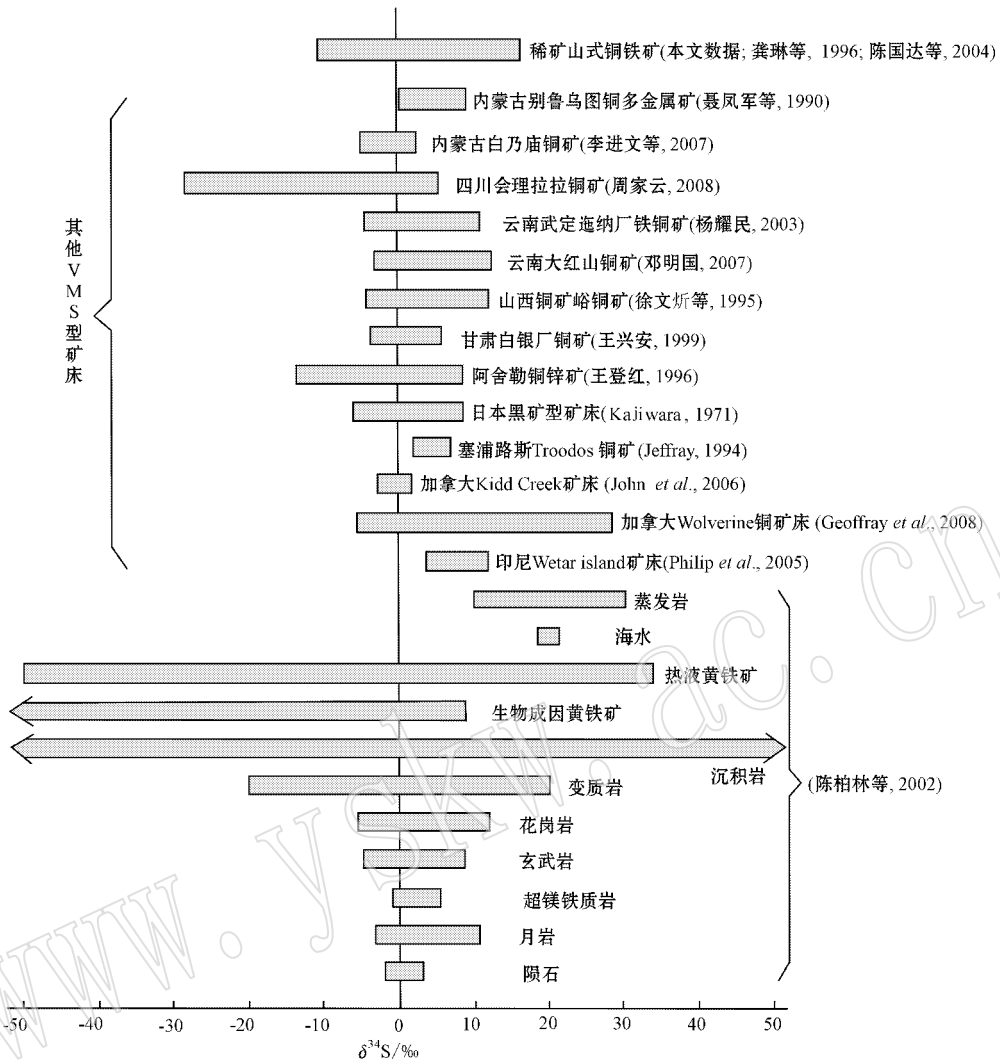 稀矿山式铜铁矿(本文数据; 龚琳等, 1996; 陈国达等, 2004)
内蒙古别鲁乌图铜多金属矿(聂凤军等, 1990)
内蒙古白乃庙铜矿(李进文等, 2007)
四川会理拉拉铜矿(周家云, 2008)
云南武定迤纳厂铁铜矿(杨耀民, 2003)
云南大红山铜矿(邓明国, 2007)
山西铜矿峪铜矿(徐文炘等, 1995)
甘肃白银厂铜矿(王兴安, 1999)
阿舍勒铜锌矿(王登红, 1996)
日本黑矿型矿床(Kajiwara, 1971)
塞浦路斯Troodos 铜矿(Jeffray, 1994)
加拿大Kidd Creek矿床 (John et al., 2006)
加拿大Wolverine铜矿床 (Geoffray et al., 2008)
印尼Wetar island矿床(Philip et al., 2005)
其他VMS型矿床
蒸发岩
海水
热液黄铁矿
生物成因黄铁矿
沉积岩
变质岩
花岗岩
玄武岩
超镁铁质岩
月岩
陨石
(陈柏林等, 2002)
-50 -40 -30 -20 -10 0 10 20 30 40 50
δ34S/‰
www.yskw.ac.cn